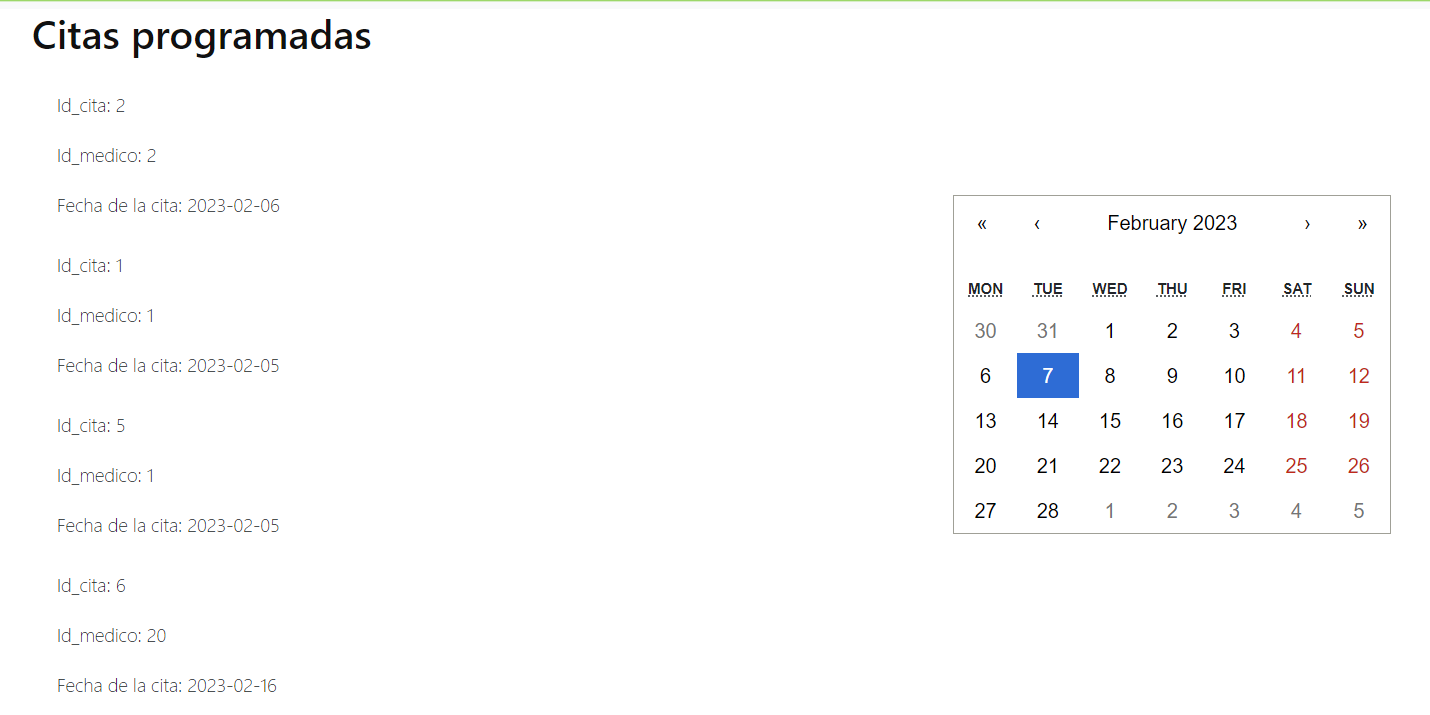 Citas programadas
Id_cita: 2
Id_medico: 2
Fecha de la cita: 2023-02-06
Id_cita: 1
Id_medico: 1
Fecha de la cita: 2023-02-05
Id_cita: 5
Id_medico: 1
Fecha de la cita: 2023-02-05
Id_cita: 6
Id_medico: 20
Fecha de la cita: 2023-02-16
« ‹ February 2023 › »
MON TUE WED THU FRI SAT SUN
30 31 1 2 3 4 5
6 7 8 9 10 11 12
13 14 15 16 17 18 19
20 21 22 23 24 25 26
27 28 1 2 3 4 5